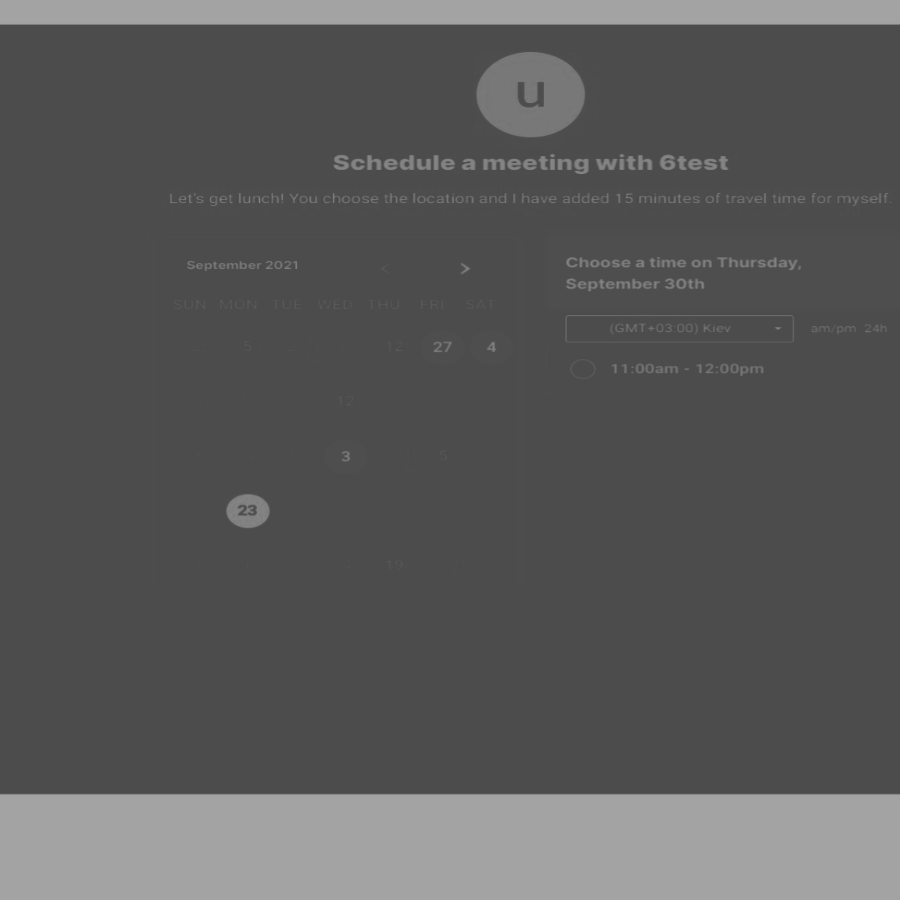 u
Schedule a meeting with 6test
Let's get lunch! You choose the location and I have added 15 minutes of travel time for myself.
September 2021
SUN MON TUE WED THU FRI SAT
5 12 27 4
12
3 5
23
19
Choose a time on Thursday,
September 30th
(GMT+03:00) Kiev am/pm 24h
11:00am - 12:00pm